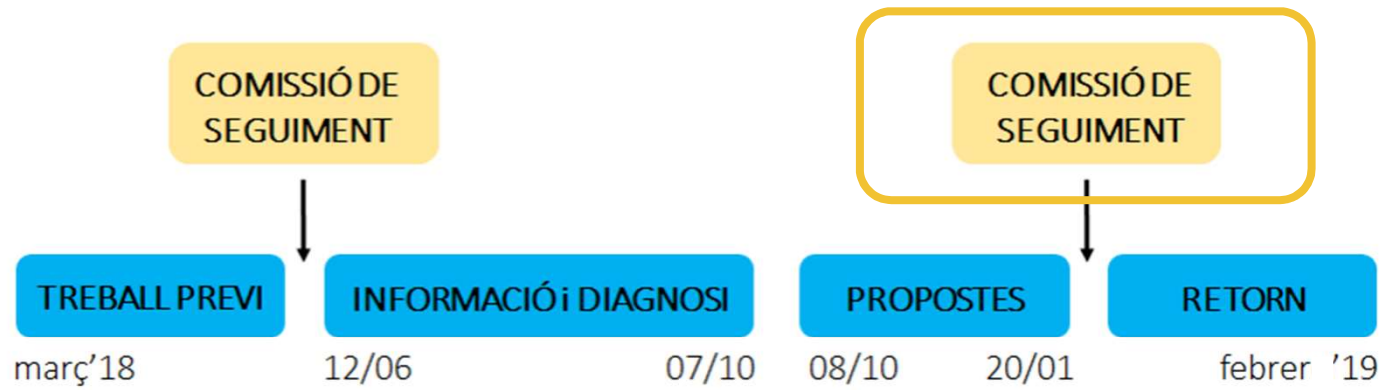 COMISSIÓ DE
SEGUIMENT
COMISSIÓ DE
SEGUIMENT
TREBALL PREVI
INFORMACIÓ i DIAGNOSI
PROPOSTES
RETORN
març'18
12/06
07/10
08/10
20/01
febrer '19